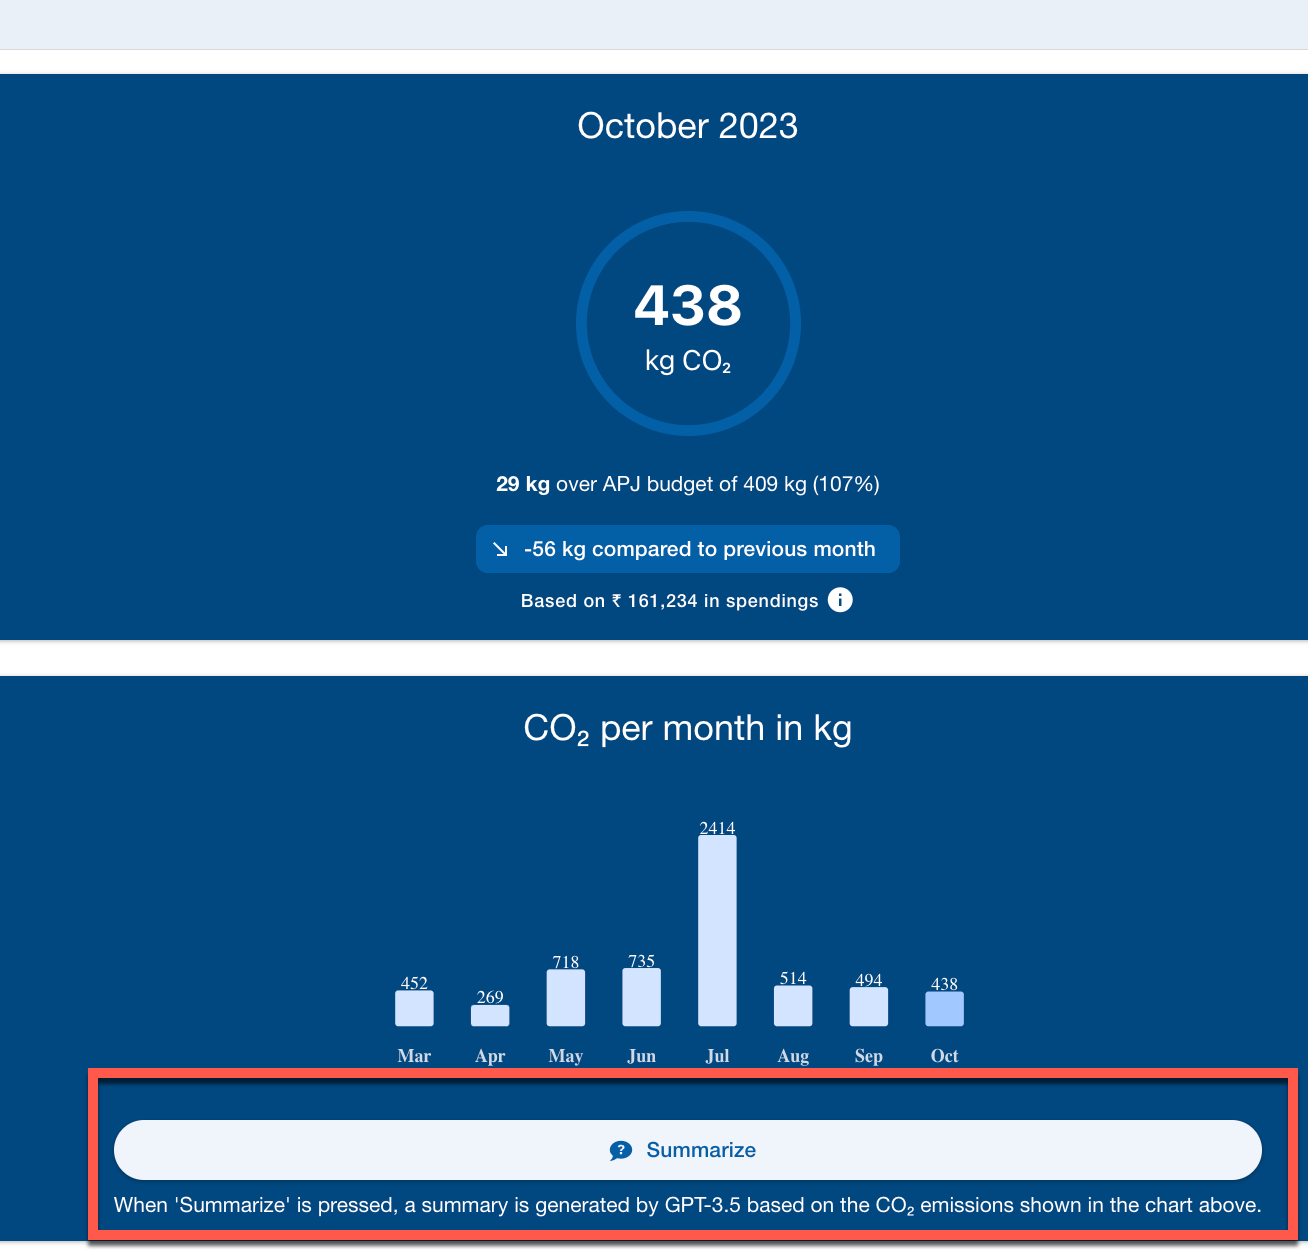 October 2023
438
kg CO₂
29 kg over APJ budget of 409 kg (107%)
-56 kg compared to previous month
Based on ₹ 161,234 in spendings
CO₂ per month in kg
2414
452 269 718 735 514 494 438
Mar Apr May Jun Jul Aug Sep Oct
Summarize
When 'Summarize' is pressed, a summary is generated by GPT-3.5 based on the CO₂ emissions shown in the chart above.